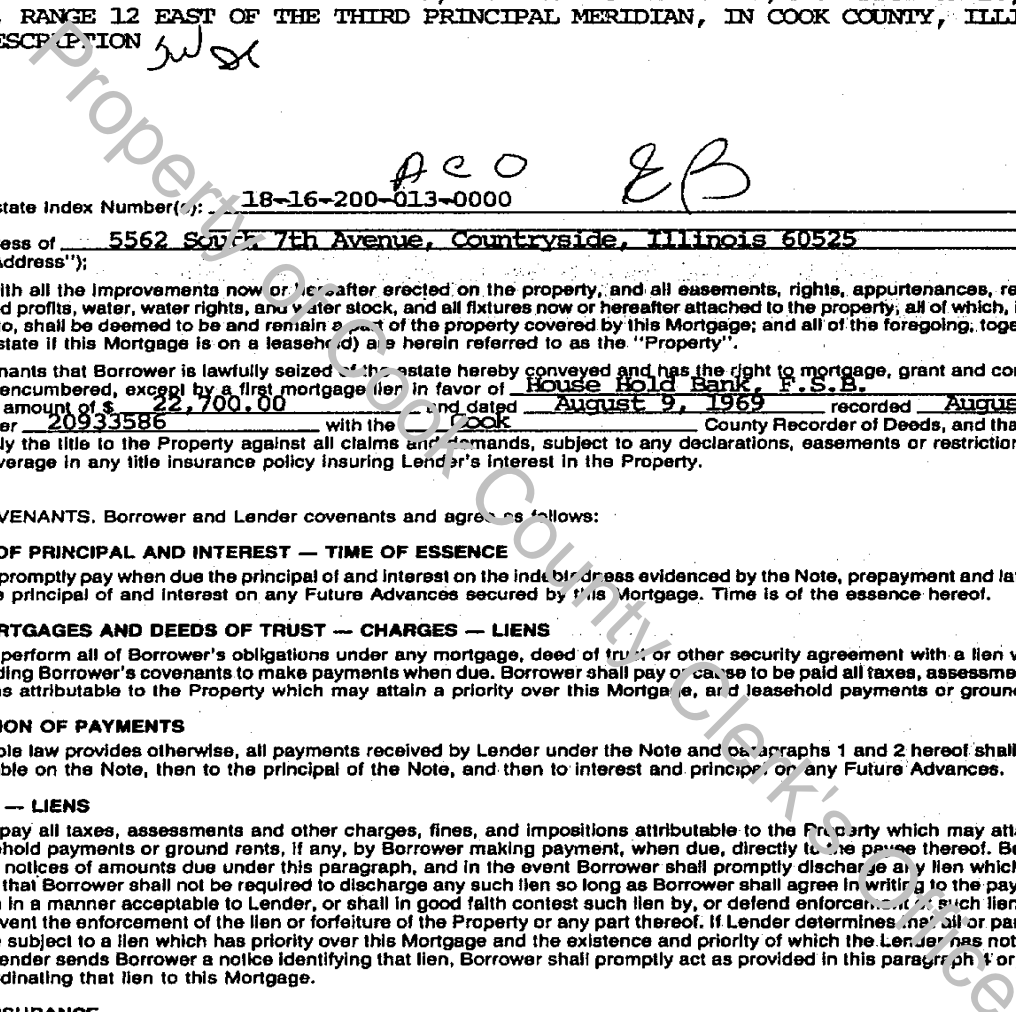 , RANGE 12 EAST OF THE THIRD PRINCIPAL MERIDIAN, IN COOK COUNTY, ILLI
ESCRIPTION
ACO EB
state Index Number(s): 18-16-200-013-0000
ess of 5562 South 7th Avenue, Countryside, Illinois 60525
Address");
ith all the improvements now or hereafter erected on the property, and all easements, rights, appurtenances, re
d profits, water, water rights, and water stock, and all fixtures now or hereafter attached to the property, all of which, i
o, shall be deemed to be and remain a part of the property covered by this Mortgage; and all of the foregoing, toge
state if this Mortgage is on a leasehold) are herein referred to as the "Property".
nants that Borrower is lawfully seized of the estate hereby conveyed and has the right to mortgage, grant and con
encumbered, except by a first mortgage lien in favor of House Hold Bank, F.S.B.
amount of $ 22,700.00 and dated August 9, 1969 recorded Augus
er 20933586 with the Cook County Recorder of Deeds, and tha
ly the title to the Property against all claims and demands, subject to any declarations, easements or restriction
verage in any title insurance policy insuring Lender's interest in the Property.
VENANTS. Borrower and Lender covenants and agree as follows:
OF PRINCIPAL AND INTEREST — TIME OF ESSENCE
promptly pay when due the principal of and interest on the indebtedness evidenced by the Note, prepayment and la
e principal of and interest on any Future Advances secured by this Mortgage. Time is of the essence hereof.
RTGAGES AND DEEDS OF TRUST — CHARGES — LIENS
perform all of Borrower's obligations under any mortgage, deed of trust or other security agreement with a lien w
ding Borrower's covenants to make payments when due. Borrower shall pay or cause to be paid all taxes, assessme
ns attributable to the Property which may attain a priority over this Mortgage, and leasehold payments or groun
ION OF PAYMENTS
ble law provides otherwise, all payments received by Lender under the Note and paragraphs 1 and 2 hereof shall
ble on the Note, then to the principal of the Note, and then to interest and principal on any Future Advances.
— LIENS
pay all taxes, assessments and other charges, fines, and impositions attributable to the Property which may atta
hold payments or ground rents, if any, by Borrower making payment, when due, directly to the payee thereof. Bo
notices of amounts due under this paragraph, and in the event Borrower shall promptly discharge any lien which
that Borrower shall not be required to discharge any such lien so long as Borrower shall agree in writing to the pay
n in a manner acceptable to Lender, or shall in good faith contest such lien by, or defend enforcement of such lien
vent the enforcement of the lien or forfeiture of the Property or any part thereof. If Lender determines that all or par
subject to a lien which has priority over this Mortgage and the existence and priority of which the Lender has not
ender sends Borrower a notice identifying that lien, Borrower shall promptly act as provided in this paragraph 4 or
dinating that lien to this Mortgage.
Property of Cook County Clerk's Office